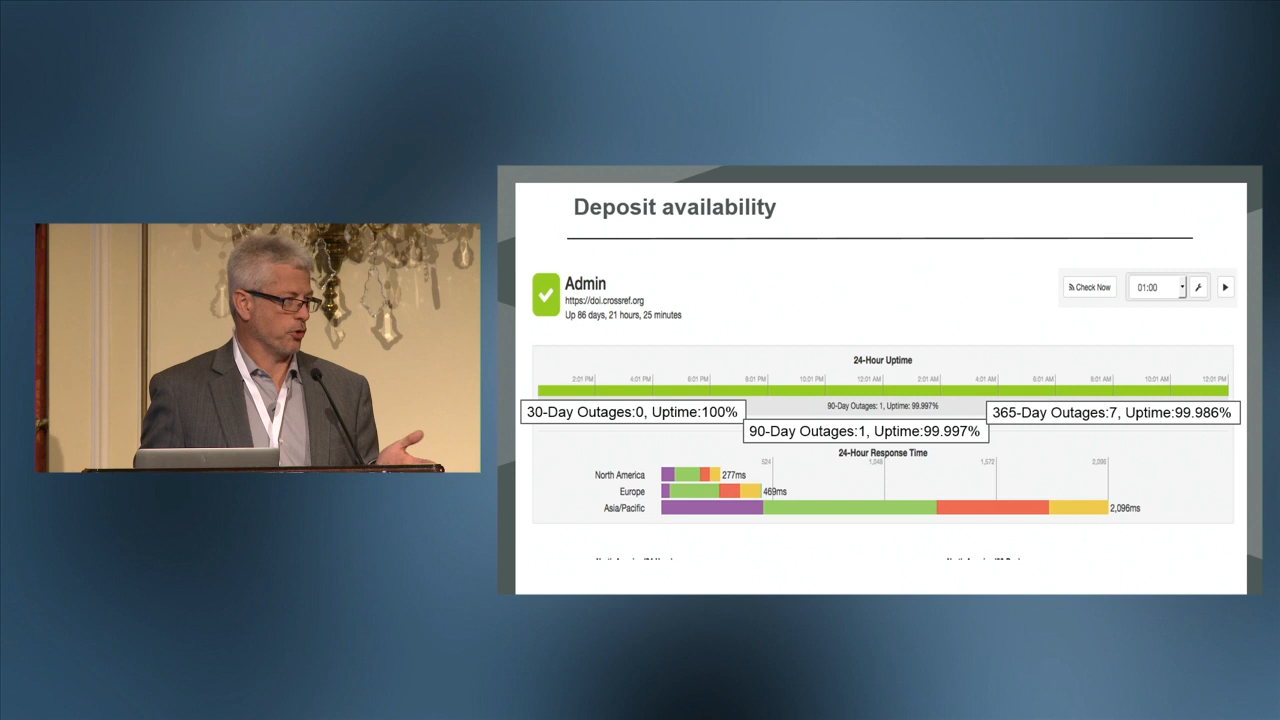 Deposit availability
Admin
https://doi.crossref.org
Up 86 days, 21 hours, 25 minutes
Check Now
01:00
24-Hour Uptime
2:01 PM 4:01 PM 6:01 PM 8:01 PM 10:01 PM 12:01 AM 2:01 AM 4:01 AM 6:01 AM 8:01 AM 10:01 AM 12:01 PM
90-Day Outages: 1, Uptime: 99.997%
30-Day Outages:0, Uptime:100%
90-Day Outages:1, Uptime:99.997%
365-Day Outages:7, Uptime:99.986%
24-Hour Response Time
524 1,048 1,572 2,096
North America 277ms
Europe 469ms
Asia/Pacific 2,096ms